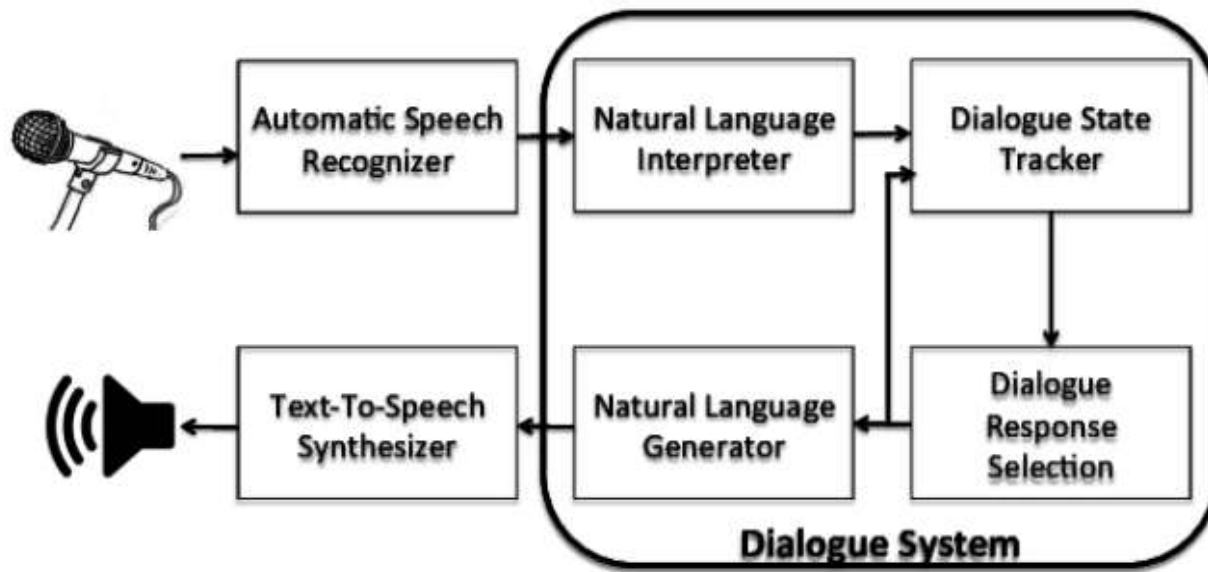 Automatic Speech
Recognizer
Natural Language
Interpreter
Dialogue State
Tracker
Text-To-Speech
Synthesizer
Natural Language
Generator
Dialogue
Response
Selection
Dialogue System